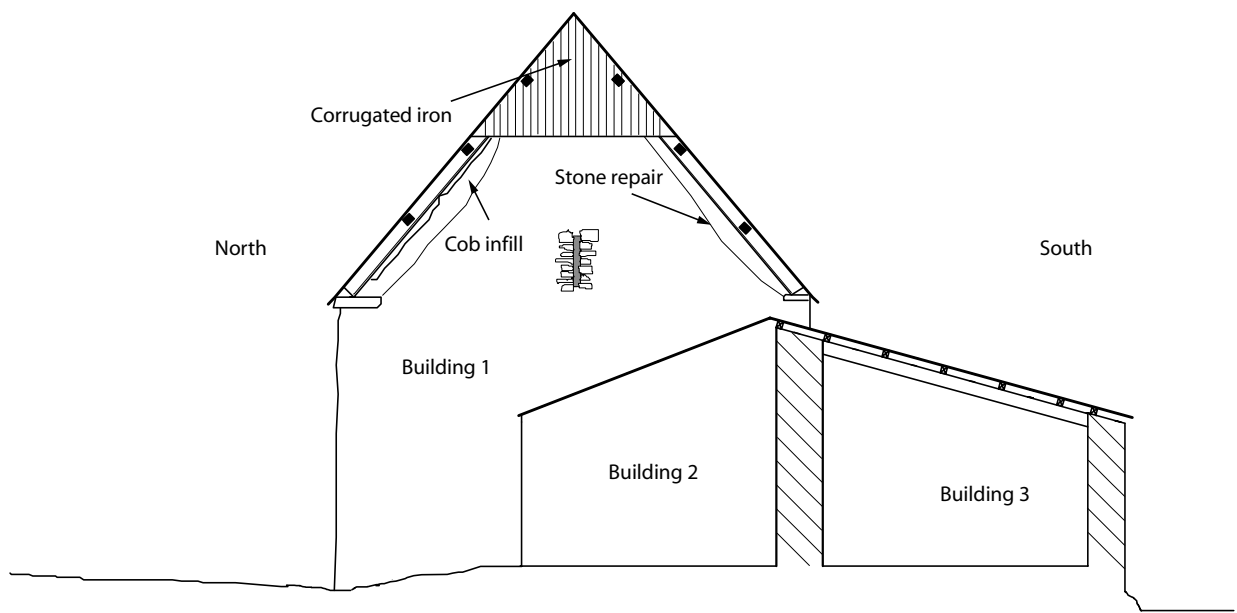 Corrugated iron
Stone repair
Cob infill
North
South
Building 1
Building 2
Building 3